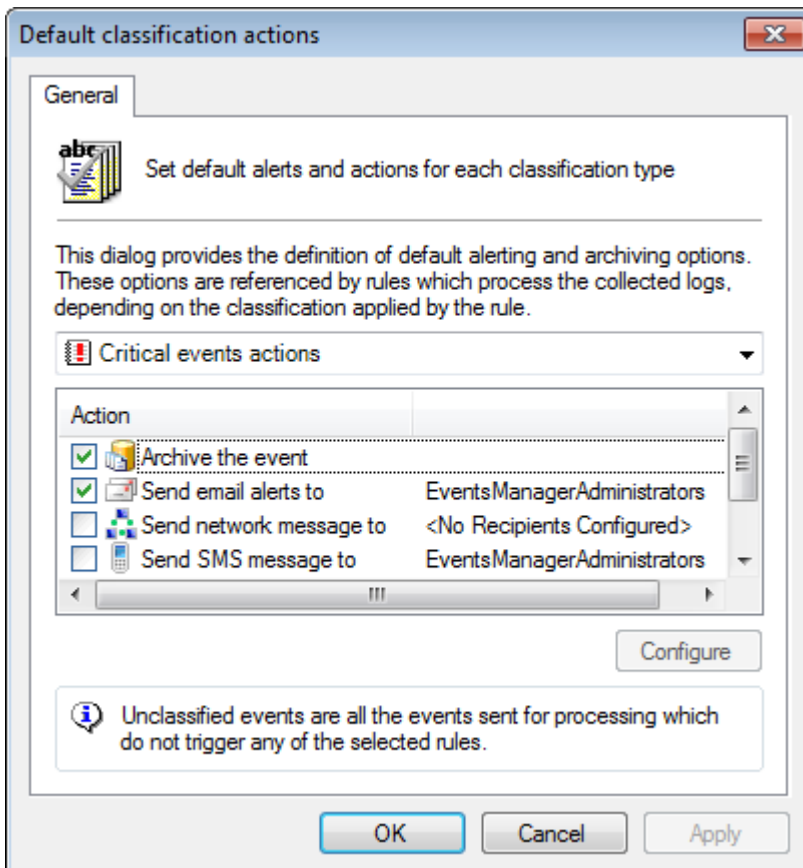 Default classification actions
General
abc
Set default alerts and actions for each classification type
This dialog provides the definition of default alerting and archiving options.
These options are referenced by rules which process the collected logs,
depending on the classification applied by the rule.
Critical events actions
Action
Archive the event
Send email alerts to EventsManagerAdministrators
Send network message to <No Recipients Configured>
Send SMS message to EventsManagerAdministrators
Configure
Unclassified events are all the events sent for processing which
do not trigger any of the selected rules.
OK Cancel Apply